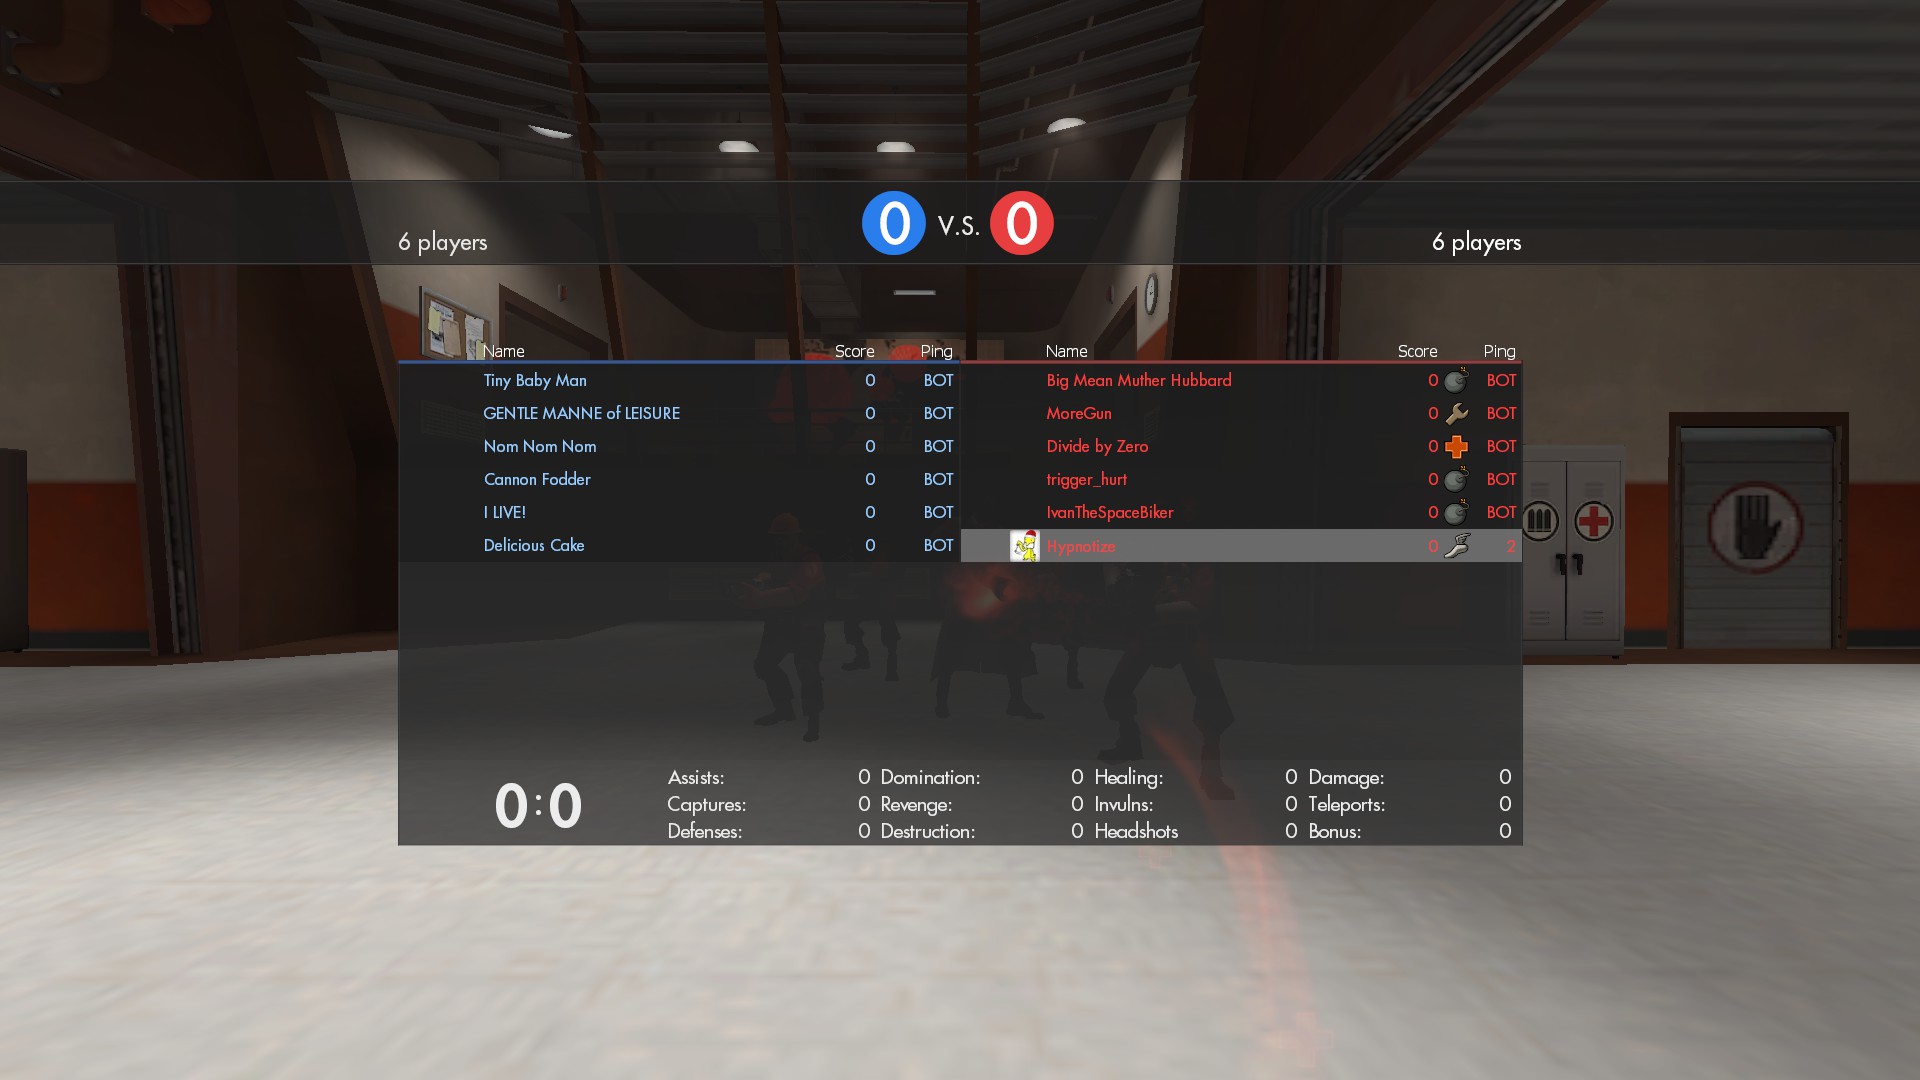 0 V.S. 0
6 players 6 players
Name Score Ping Name Score Ping
Tiny Baby Man 0 BOT Big Mean Muther Hubbard 0 BOT
GENTLE MANNE of LEISURE 0 BOT MoreGun 0 BOT
Nom Nom Nom 0 BOT Divide by Zero 0 BOT
Cannon Fodder 0 BOT trigger_hurt 0 BOT
I LIVE! 0 BOT IvanTheSpaceBiker 0 BOT
Delicious Cake 0 BOT Hypnotize 0 2
0:0
Assists: 0 Domination: 0 Healing: 0 Damage: 0
Captures: 0 Revenge: 0 Invulns: 0 Teleports: 0
Defenses: 0 Destruction: 0 Headshots 0 Bonus: 0